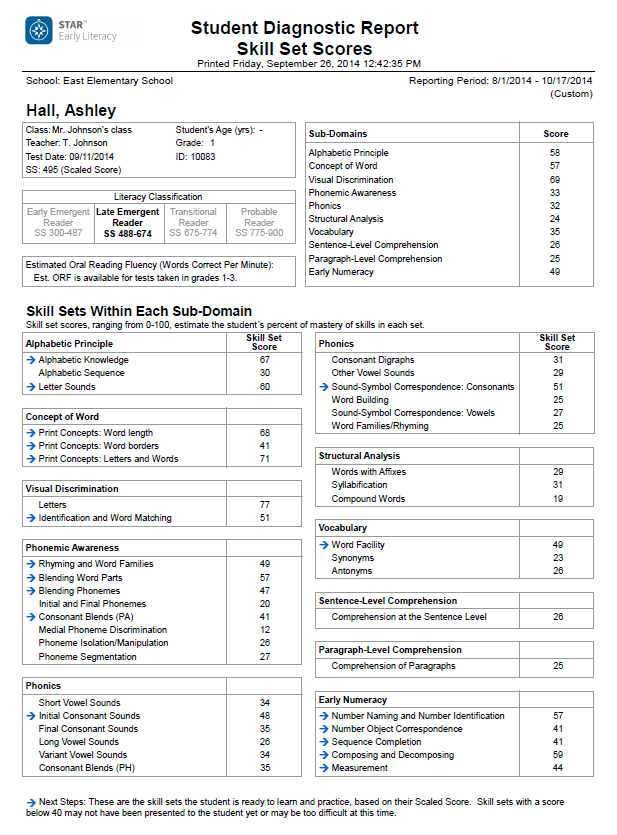 STAR™
Early Literacy
Student Diagnostic Report
Skill Set Scores
Printed Friday, September 26, 2014 12:42:35 PM
School: East Elementary School
Reporting Period: 8/1/2014 - 10/17/2014
(Custom)
Hall, Ashley
Class: Mr. Johnson's class Student's Age (yrs): -
Teacher: T. Johnson Grade: 1
Test Date: 09/11/2014 ID: 10083
SS: 495 (Scaled Score)
Literacy Classification
Early Emergent Reader SS 300-487
Late Emergent Reader SS 488-674
Transitional Reader SS 675-774
Probable Reader SS 775-900
Estimated Oral Reading Fluency (Words Correct Per Minute):
Est. ORF is available for tests taken in grades 1-3.
Sub-Domains Score
Alphabetic Principle 58
Concept of Word 57
Visual Discrimination 69
Phonemic Awareness 33
Phonics 32
Structural Analysis 24
Vocabulary 35
Sentence-Level Comprehension 26
Paragraph-Level Comprehension 25
Early Numeracy 49
Skill Sets Within Each Sub-Domain
Skill set scores, ranging from 0-100, estimate the student's percent of mastery of skills in each set.
Alphabetic Principle Skill Set Score
→ Alphabetic Knowledge 67
Alphabetic Sequence 30
→ Letter Sounds 60
Concept of Word
→ Print Concepts: Word length 68
→ Print Concepts: Word borders 41
→ Print Concepts: Letters and Words 71
Visual Discrimination
Letters 77
→ Identification and Word Matching 51
Phonemic Awareness
→ Rhyming and Word Families 49
→ Blending Word Parts 57
→ Blending Phonemes 47
Initial and Final Phonemes 20
→ Consonant Blends (PA) 41
Medial Phoneme Discrimination 12
Phoneme Isolation/Manipulation 26
Phoneme Segmentation 27
Phonics
Short Vowel Sounds 34
→ Initial Consonant Sounds 48
Final Consonant Sounds 35
Long Vowel Sounds 26
Variant Vowel Sounds 34
Consonant Blends (PH) 35
Phonics Skill Set Score
Consonant Digraphs 31
Other Vowel Sounds 29
→ Sound-Symbol Correspondence: Consonants 51
Word Building 25
Sound-Symbol Correspondence: Vowels 27
Word Families/Rhyming 25
Structural Analysis
Words with Affixes 29
Syllabification 31
Compound Words 19
Vocabulary
→ Word Facility 49
Synonyms 23
Antonyms 26
Sentence-Level Comprehension
Comprehension at the Sentence Level 26
Paragraph-Level Comprehension
Comprehension of Paragraphs 25
Early Numeracy
→ Number Naming and Number Identification 57
→ Number Object Correspondence 41
→ Sequence Completion 41
→ Composing and Decomposing 59
→ Measurement 44
→ Next Steps: These are the skill sets the student is ready to learn and practice, based on their Scaled Score. Skill sets with a score
below 40 may not have been presented to the student yet or may be too difficult at this time.